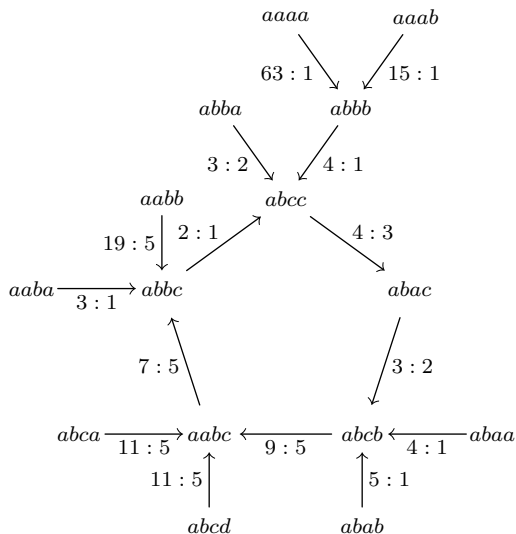 aaaa aaab
63 : 1 15 : 1
abba abbb
3 : 2 4 : 1
aabb abcc
19 : 5 2 : 1 4 : 3
aaba abbc abac
3 : 1
7 : 5 3 : 2
abca aabc abcb abaa
11 : 5 9 : 5 4 : 1
11 : 5 5 : 1
abcd abab